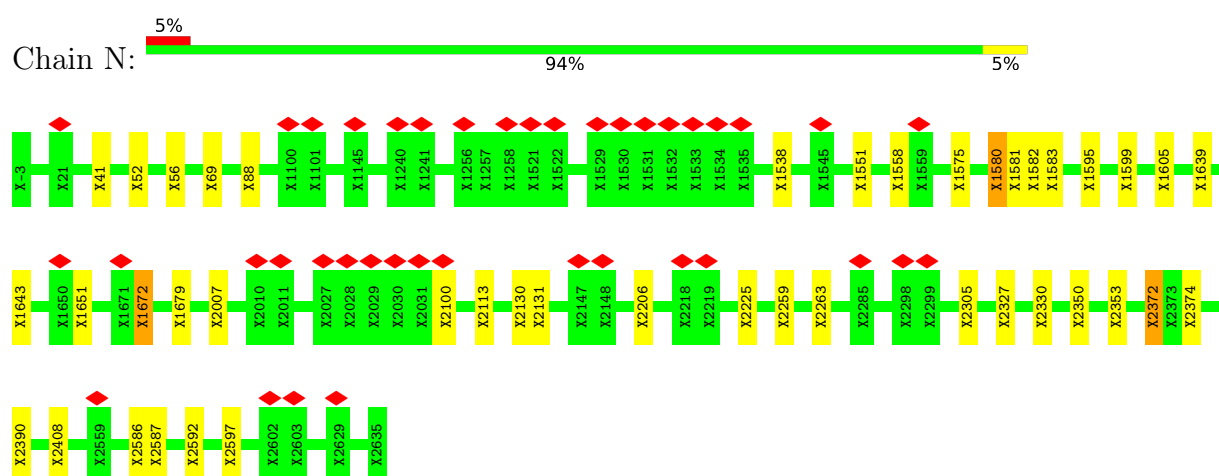 5%
Chain N:
94% 5%
X-3 X21 X41 X52 X56 X69 X88 X1100 X1101 X1145 X1240 X1241 X1256 X1257 X1258 X1521 X1522 X1529 X1530 X1531 X1532 X1533 X1534 X1535 X1538 X1545 X1551 X1558 X1559 X1575 X1580 X1581 X1582 X1583 X1595 X1599 X1605 X1639
X1643 X1650 X1651 X1671 X1672 X1679 X2007 X2010 X2011 X2027 X2028 X2029 X2030 X2031 X2100 X2113 X2130 X2131 X2147 X2148 X2206 X2218 X2219 X2225 X2259 X2263 X2285 X2298 X2299 X2305 X2327 X2330 X2350 X2353 X2372 X2373 X2374
X2390 X2408 X2559 X2586 X2587 X2592 X2597 X2602 X2603 X2629 X2635